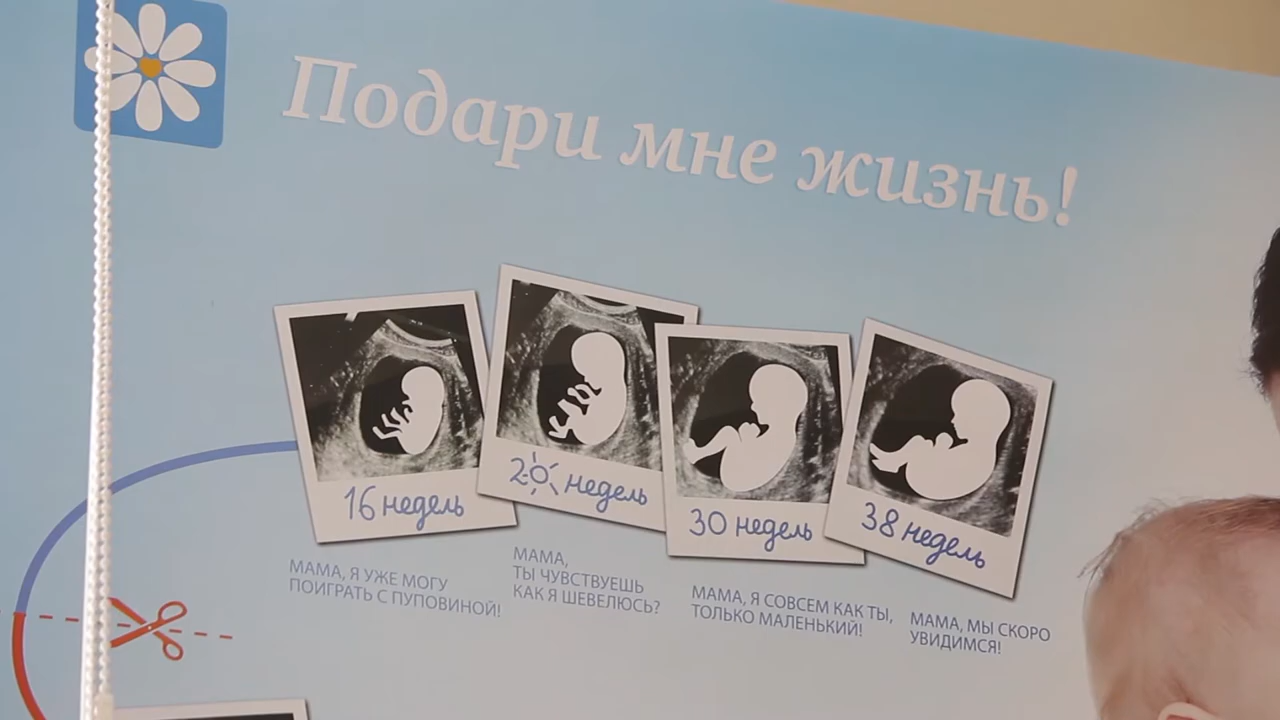 Подари мне жизнь!
16 недель
20 недель
30 недель
38 недель
МАМА, Я УЖЕ МОГУ
ПОИГРАТЬ С ПУПОВИНОЙ!
МАМА,
ТЫ ЧУВСТВУЕШЬ
КАК Я ШЕВЕЛЮСЬ?
МАМА, Я СОВСЕМ КАК ТЫ,
ТОЛЬКО МАЛЕНЬКИЙ!
МАМА, МЫ СКОРО
УВИДИМСЯ!